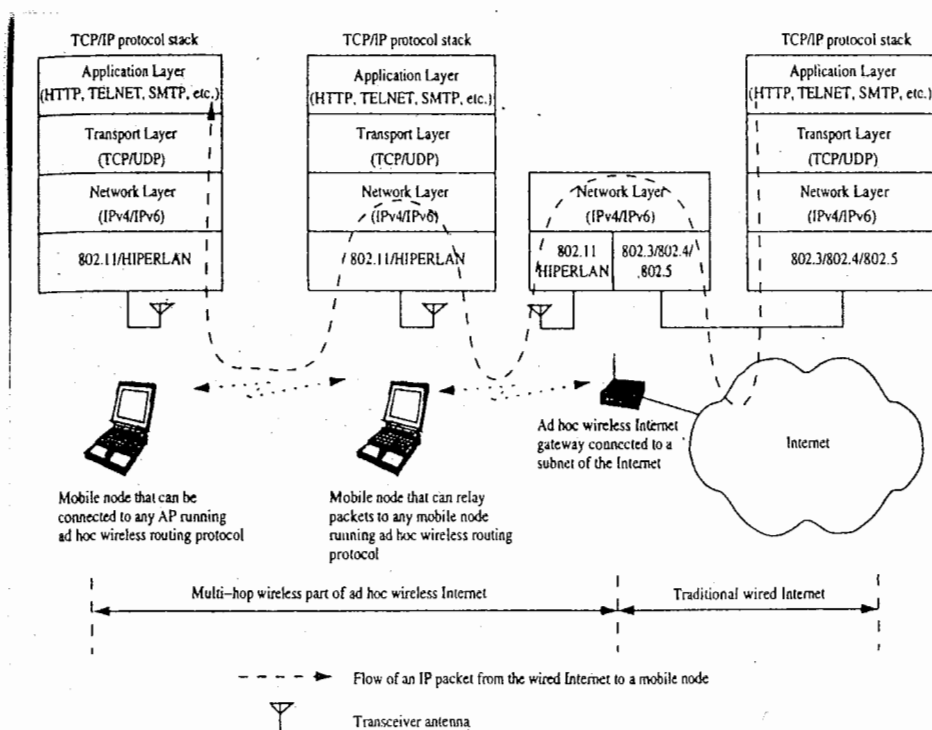 TCP/IP protocol stack
Application Layer
(HTTP, TELNET, SMTP, etc.)
Transport Layer
(TCP/UDP)
Network Layer
(IPv4/IPv6)
802.11/HIPERLAN
TCP/IP protocol stack
Application Layer
(HTTP, TELNET, SMTP, etc.)
Transport Layer
(TCP/UDP)
Network Layer
(IPv4/IPv6)
802.11/HIPERLAN
Network Layer
(IPv4/IPv6)
802.11
HIPERLAN
802.3/802.4/
802.5
TCP/IP protocol stack
Application Layer
(HTTP, TELNET, SMTP, etc.)
Transport Layer
(TCP/UDP)
Network Layer
(IPv4/IPv6)
802.3/802.4/802.5
Mobile node that can be
connected to any AP running
ad hoc wireless routing protocol
Mobile node that can relay
packets to any mobile node
running ad hoc wireless routing
protocol
Ad hoc wireless Internet
gateway connected to a
subnet of the Internet
Internet
Multi-hop wireless part of ad hoc wireless Internet
Traditional wired Internet
Flow of an IP packet from the wired Internet to a mobile node
Transceiver antenna